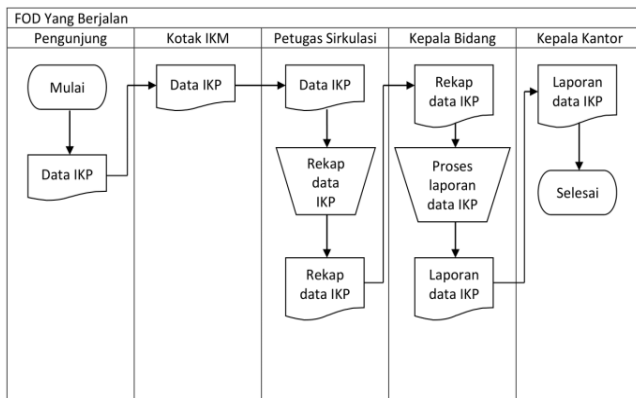 FOD Yang Berjalan
Pengunjung
Kotak IKM
Petugas Sirkulasi
Kepala Bidang
Kepala Kantor
Mulai
Data IKP
Data IKP
Data IKP
Rekap
data
IKP
Rekap
data IKP
Rekap
data IKP
Proses
laporan
data IKP
Laporan
data IKP
Laporan
data IKP
Selesai